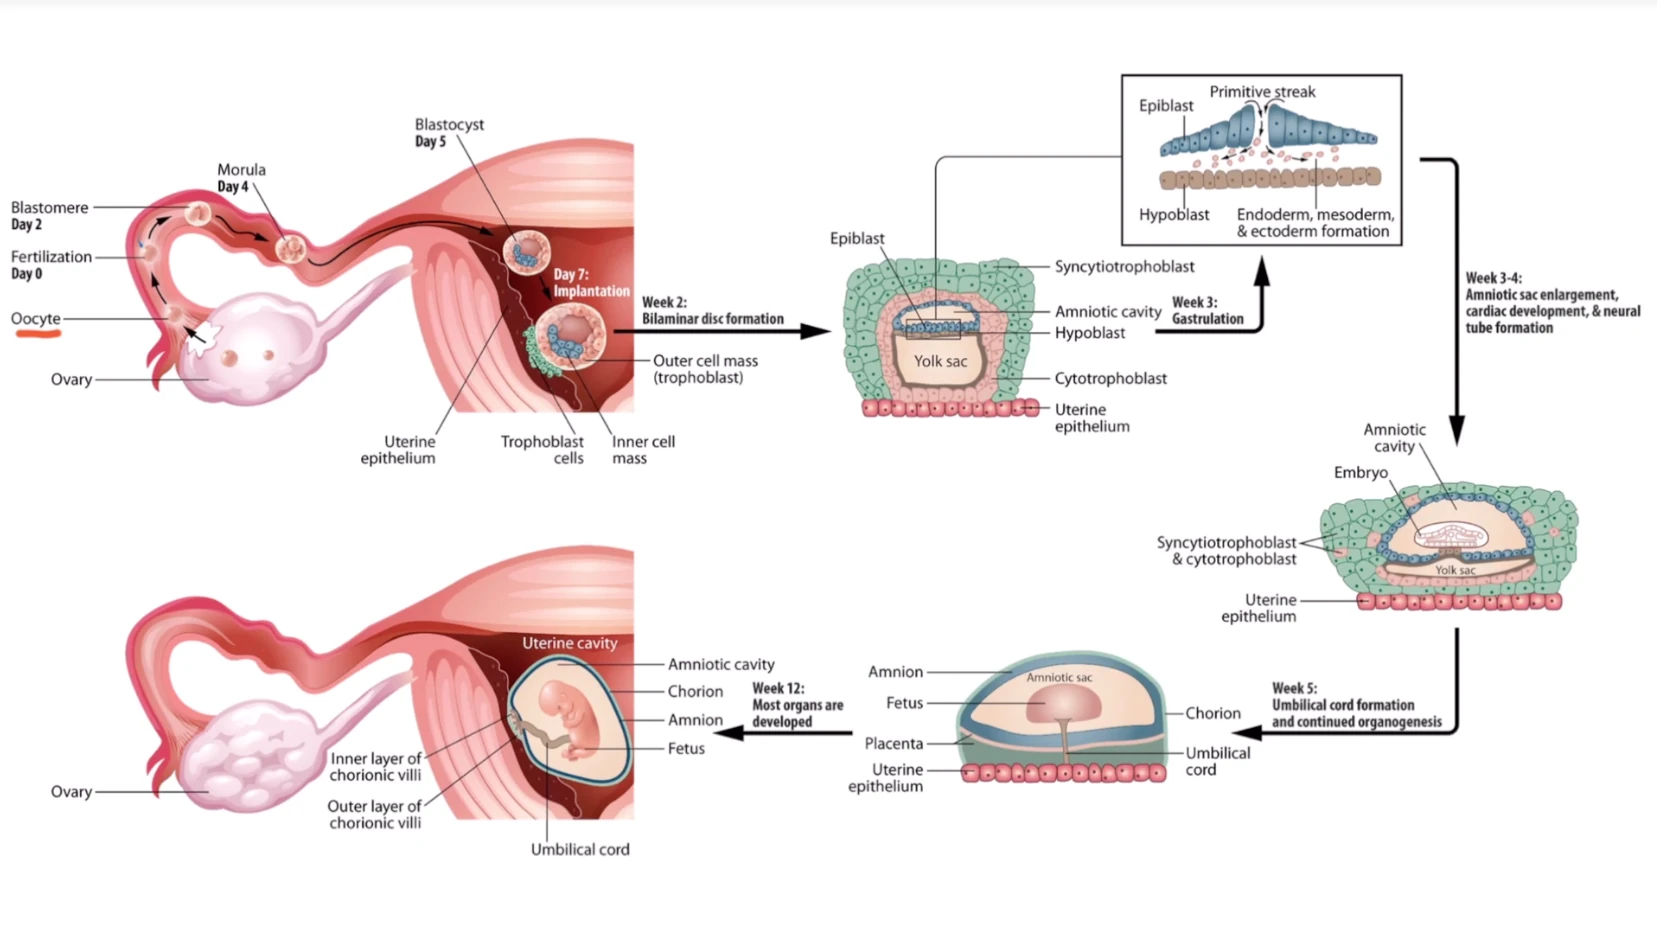 Blastocyst
Day 5
Morula
Day 4
Blastomere
Day 2
Fertilization
Day 0
Oocyte
Ovary
Day 7:
Implantation
Outer cell mass
(trophoblast)
Uterine
epithelium
Trophoblast
cells
Inner cell
mass
Week 2:
Bilaminar disc formation
Epiblast
Syncytiotrophoblast
Amniotic cavity
Hypoblast
Yolk sac
Cytotrophoblast
Uterine
epithelium
Week 3:
Gastrulation
Primitive streak
Epiblast
Hypoblast
Endoderm, mesoderm,
& ectoderm formation
Week 3-4:
Amniotic sac enlargement,
cardiac development, & neural
tube formation
Amniotic
cavity
Embryo
Syncytiotrophoblast
& cytotrophoblast
Yolk sac
Uterine
epithelium
Week 5:
Umbilical cord formation
and continued organogenesis
Amnion
Amniotic sac
Fetus
Chorion
Placenta
Umbilical
cord
Uterine
epithelium
Week 12:
Most organs are
developed
Uterine cavity
Amniotic cavity
Chorion
Amnion
Fetus
Inner layer of
chorionic villi
Ovary
Outer layer of
chorionic villi
Umbilical cord